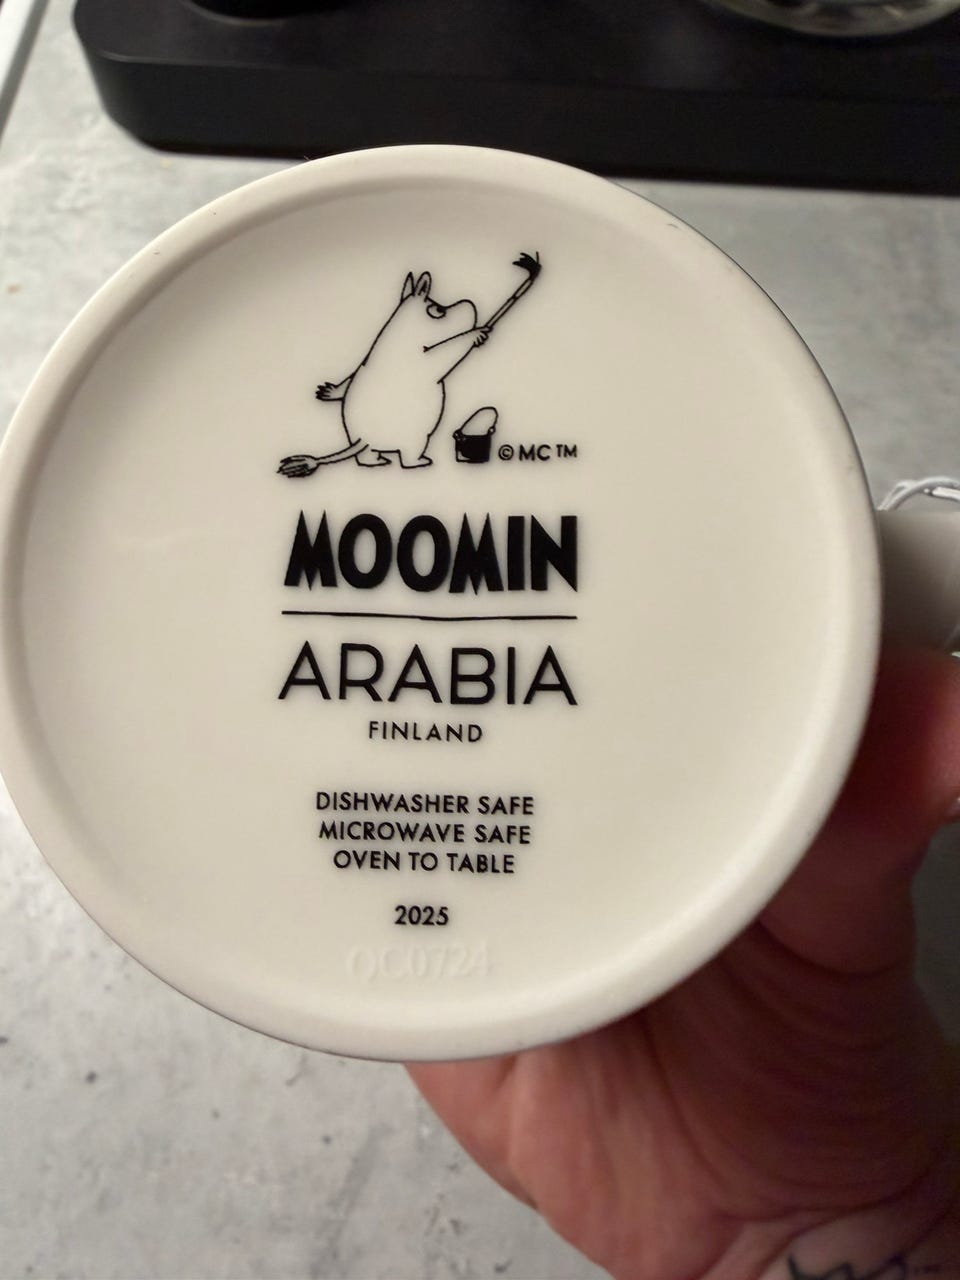 © MC ™
MOOMIN
ARABIA
FINLAND
DISHWASHER SAFE
MICROWAVE SAFE
OVEN TO TABLE
2025
QC0724